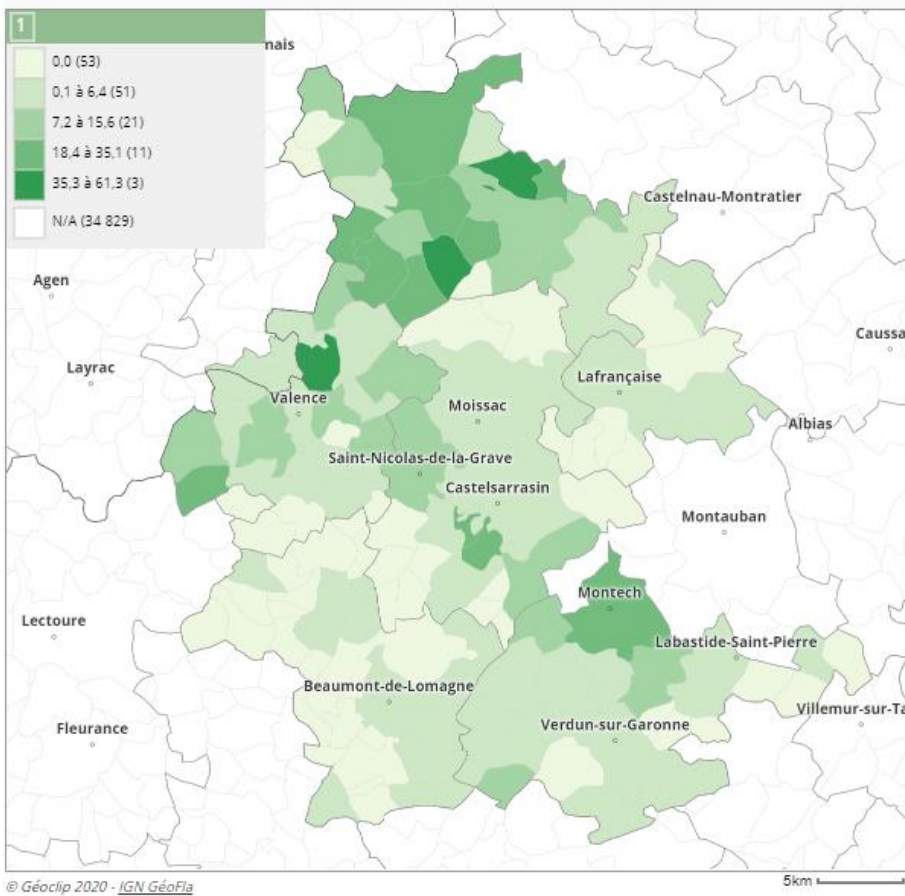 1
0,0 (53)
0,1 à 6,4 (51)
7,2 à 15,6 (21)
18,4 à 35,1 (11)
35,3 à 61,3 (3)
N/A (34 829)
nais
Castelnau-Montratier
Agen
Caussa
Layrac
Lafrançaise
Valence
Moissac
Albias
Saint-Nicolas-de-la-Grave
Castelsarrasin
Montauban
Montech
Lectoure
Labastide-Saint-Pierre
Beaumont-de-Lomagne
Villemur-sur-Ta
Fleurance
Verdun-sur-Garonne
© Géoclip 2020 - IGN GéoFla
5km